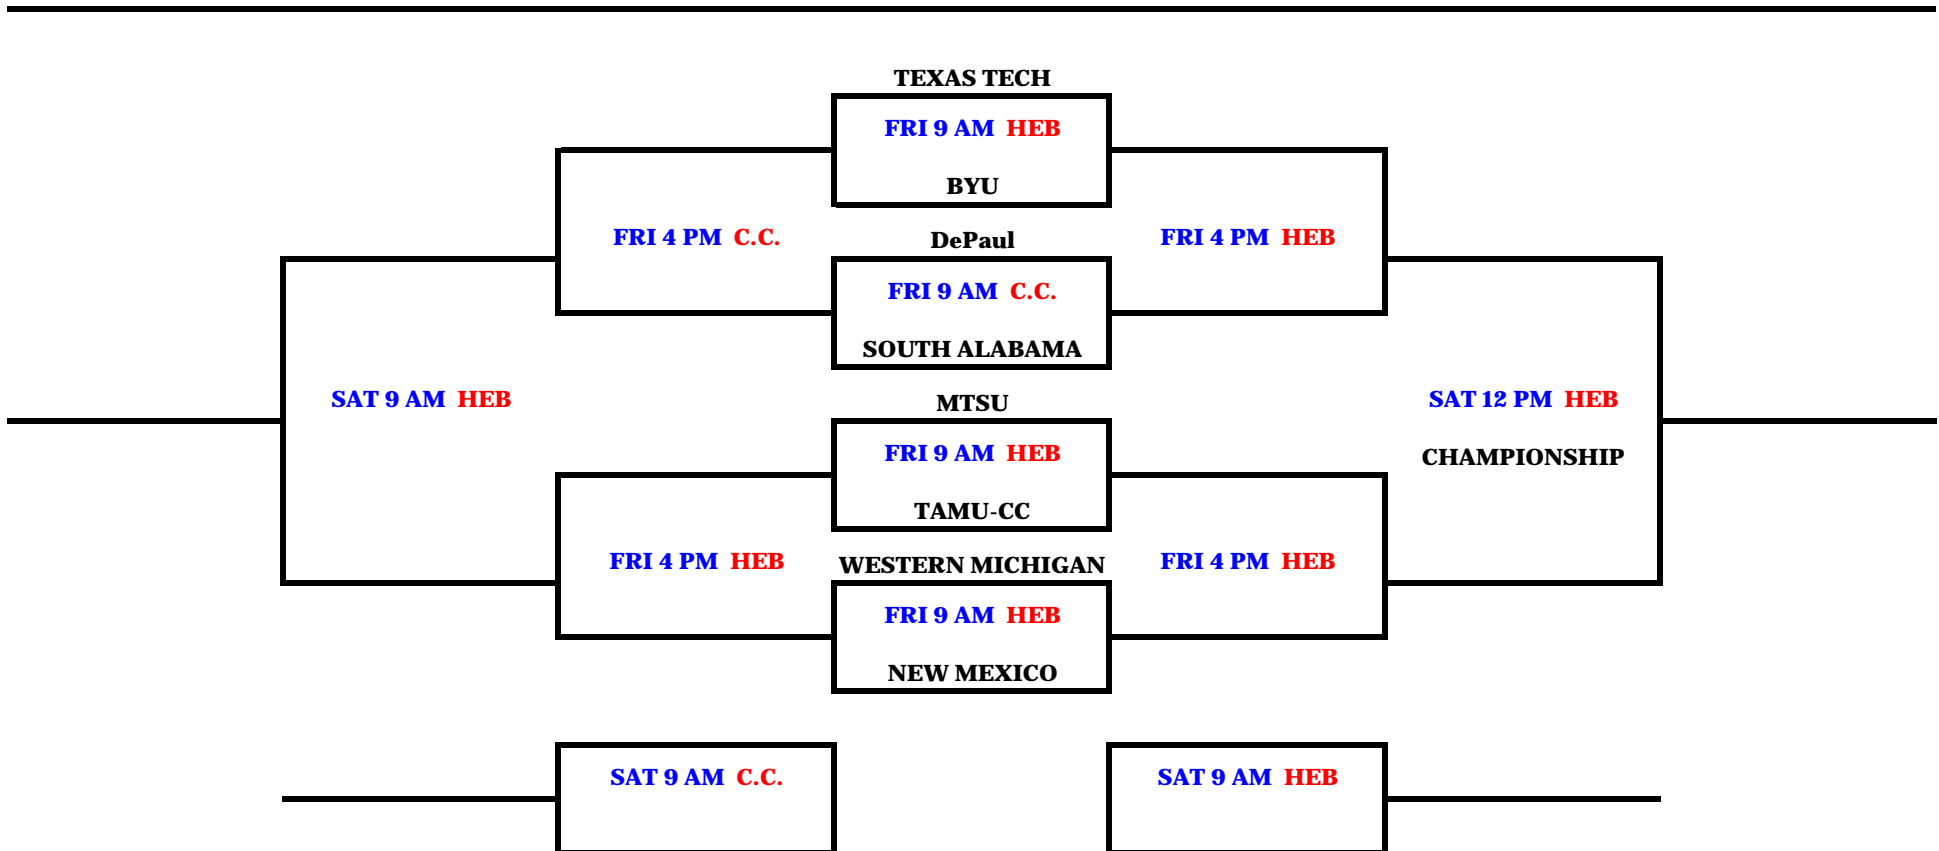 TEXAS TECH
FRI 9 AM HEB
BYU
FRI 4 PM C.C.
DePaul
FRI 4 PM HEB
FRI 9 AM C.C.
SOUTH ALABAMA
SAT 9 AM HEB
MTSU
SAT 12 PM HEB
FRI 9 AM HEB
CHAMPIONSHIP
TAMU-CC
FRI 4 PM HEB
WESTERN MICHIGAN
FRI 4 PM HEB
FRI 9 AM HEB
NEW MEXICO
SAT 9 AM C.C.
SAT 9 AM HEB